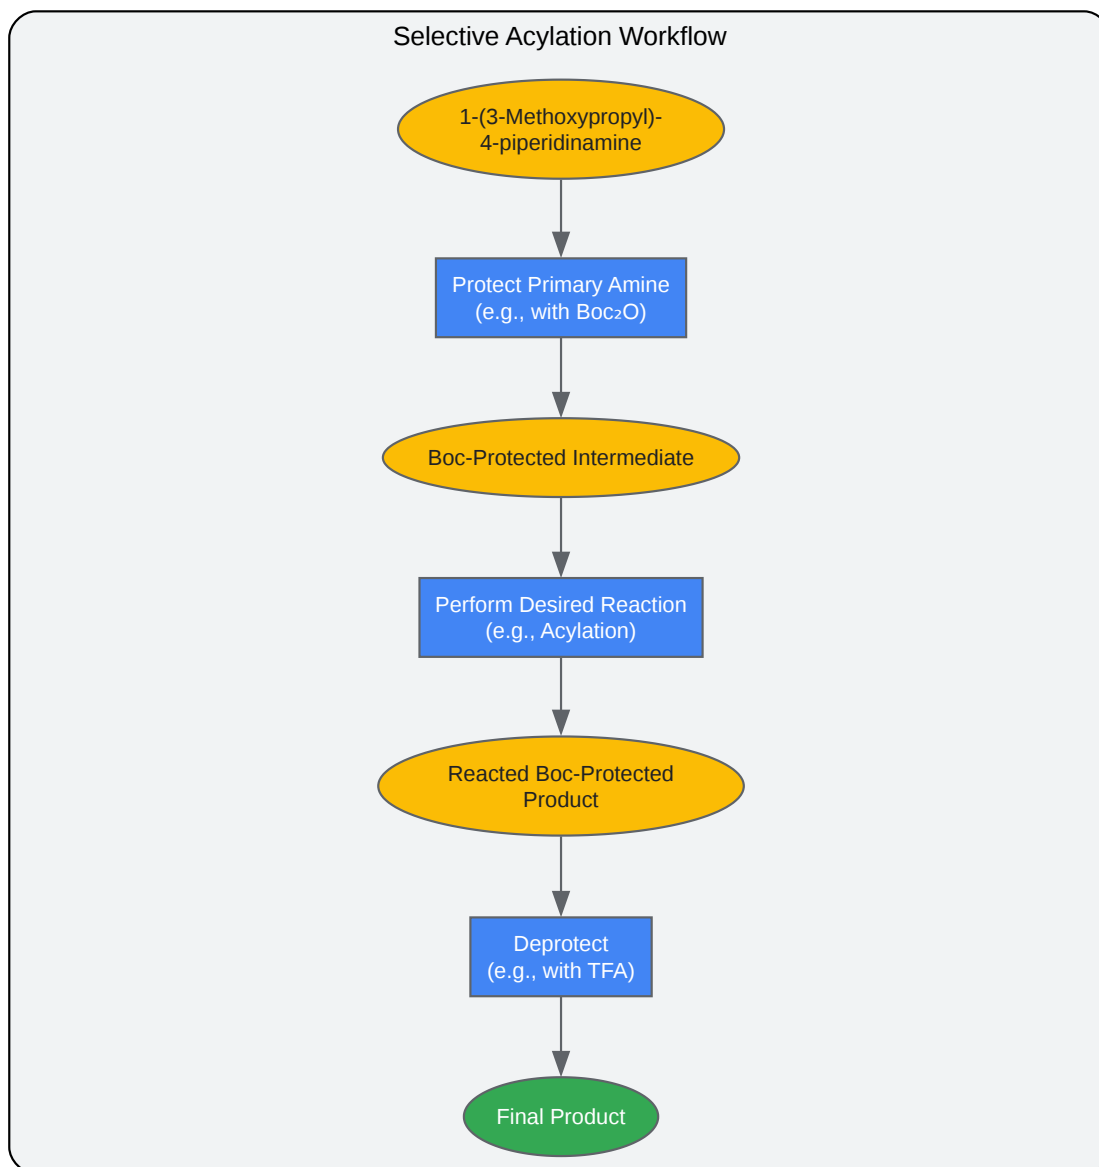 Selective Acylation Workflow
1-(3-Methoxypropyl)-
4-piperidinamine
Protect Primary Amine
(e.g., with Boc₂O)
Boc-Protected Intermediate
Perform Desired Reaction
(e.g., Acylation)
Reacted Boc-Protected
Product
Deprotect
(e.g., with TFA)
Final Product